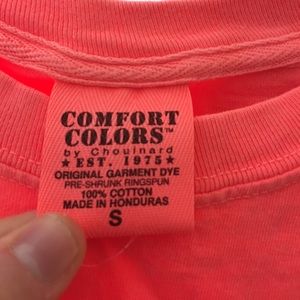 COMFORT
COLORS™
by Chouinard
★ EST. 1975 ★
ORIGINAL GARMENT DYE
PRE-SHRUNK RINGSPUN
100% COTTON
MADE IN HONDURAS
S